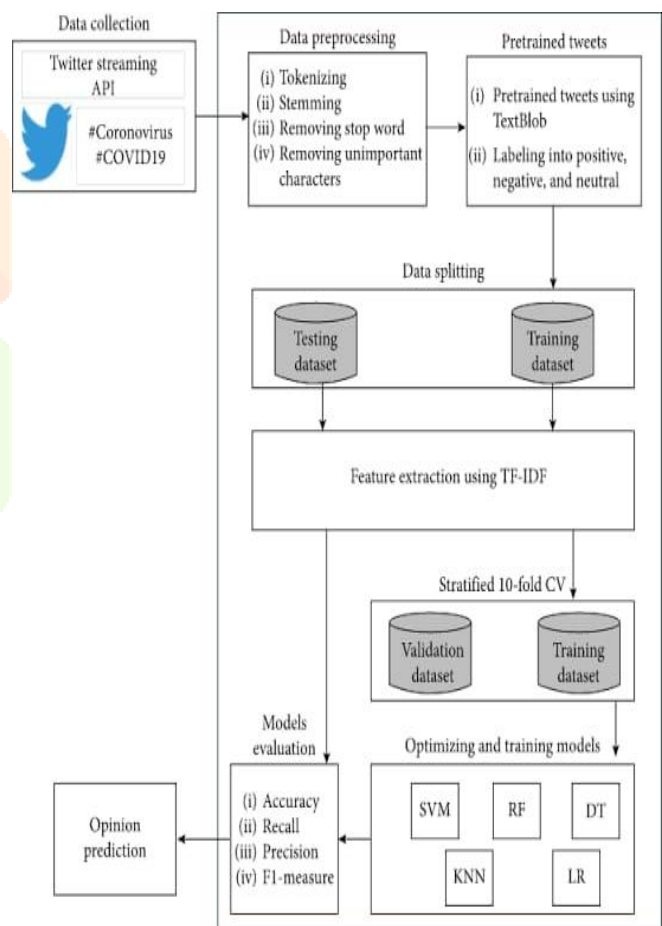 Data collection
Twitter streaming
API
#Coronovirus
#COVID19
Data preprocessing
(i) Tokenizing
(ii) Stemming
(iii) Removing stop word
(iv) Removing unimportant
characters
Pretrained tweets
(i) Pretrained tweets using
TextBlob
(ii) Labeling into positive,
negative, and neutral
Data splitting
Testing
dataset
Training
dataset
Feature extraction using TF-IDF
Stratified 10-fold CV
Validation
dataset
Training
dataset
Optimizing and training models
SVM
RF
DT
KNN
LR
Models
evaluation
(i) Accuracy
(ii) Recall
(iii) Precision
(iv) F1-measure
Opinion
prediction